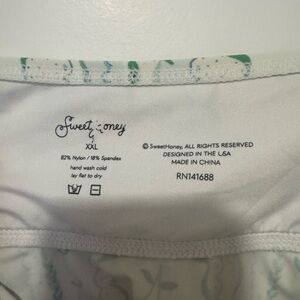 Sweet Honey
XXL
82% Nylon / 18% Spandex
hand wash cold
lay flat to dry
© SweetHoney, ALL RIGHTS RESERVED
DESIGNED IN THE USA
MADE IN CHINA
RN141688